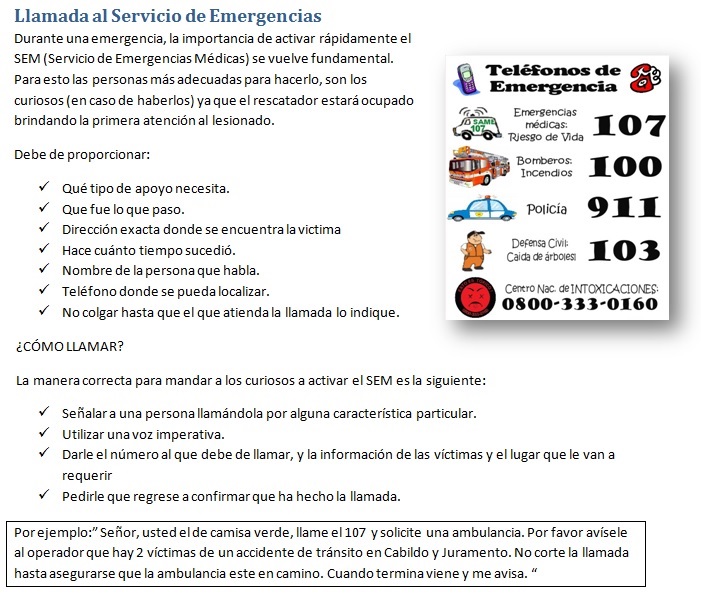 Llamada al Servicio de Emergencias
Durante una emergencia, la importancia de activar rápidamente el
SEM (Servicio de Emergencias Médicas) se vuelve fundamental.
Para esto las personas más adecuadas para hacerlo, son los
curiosos (en caso de haberlos) ya que el rescatador estará ocupado
brindando la primera atención al lesionado.
Debe de proporcionar:
✓ Qué tipo de apoyo necesita.
✓ Que fue lo que paso.
✓ Dirección exacta donde se encuentra la victima
✓ Hace cuánto tiempo sucedió.
✓ Nombre de la persona que habla.
✓ Teléfono donde se pueda localizar.
✓ No colgar hasta que el que atienda la llamada lo indique.
Teléfonos de
Emergencia
SAME
107
Emergencias
médicas:
Riesgo de Vida
107
Bomberos:
Incendios
100
Policía
911
Defensa Civil:
Caida de árboles:
103
Centro Nac. de INTOXICACIONES:
0800-333-0160
¿CÓMO LLAMAR?
La manera correcta para mandar a los curiosos a activar el SEM es la siguiente:
✓ Señalar a una persona llamándola por alguna característica particular.
✓ Utilizar una voz imperativa.
✓ Darle el número al que debe de llamar, y la información de las víctimas y el lugar que le van a
requerir
✓ Pedirle que regrese a confirmar que ha hecho la llamada.
Por ejemplo:” Señor, usted el de camisa verde, llame el 107 y solicite una ambulancia. Por favor avísele
al operador que hay 2 víctimas de un accidente de tránsito en Cabildo y Juramento. No corte la llamada
hasta asegurarse que la ambulancia este en camino. Cuando termina viene y me avisa. “